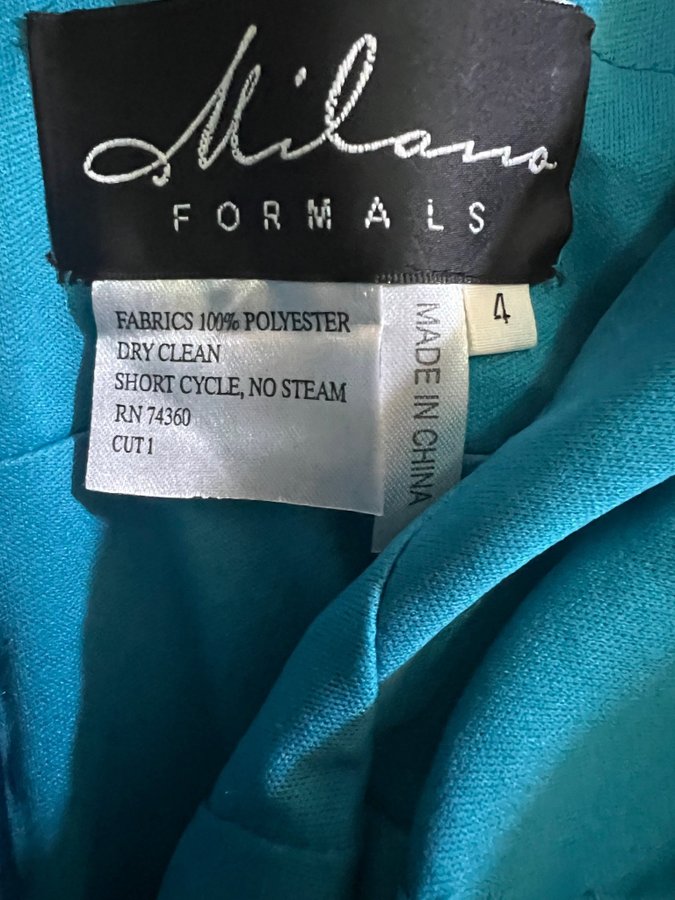 Milano
FORMALS
4
FABRICS 100% POLYESTER
DRY CLEAN
SHORT CYCLE, NO STEAM
RN 74360
CUT 1
MADE IN CHINA